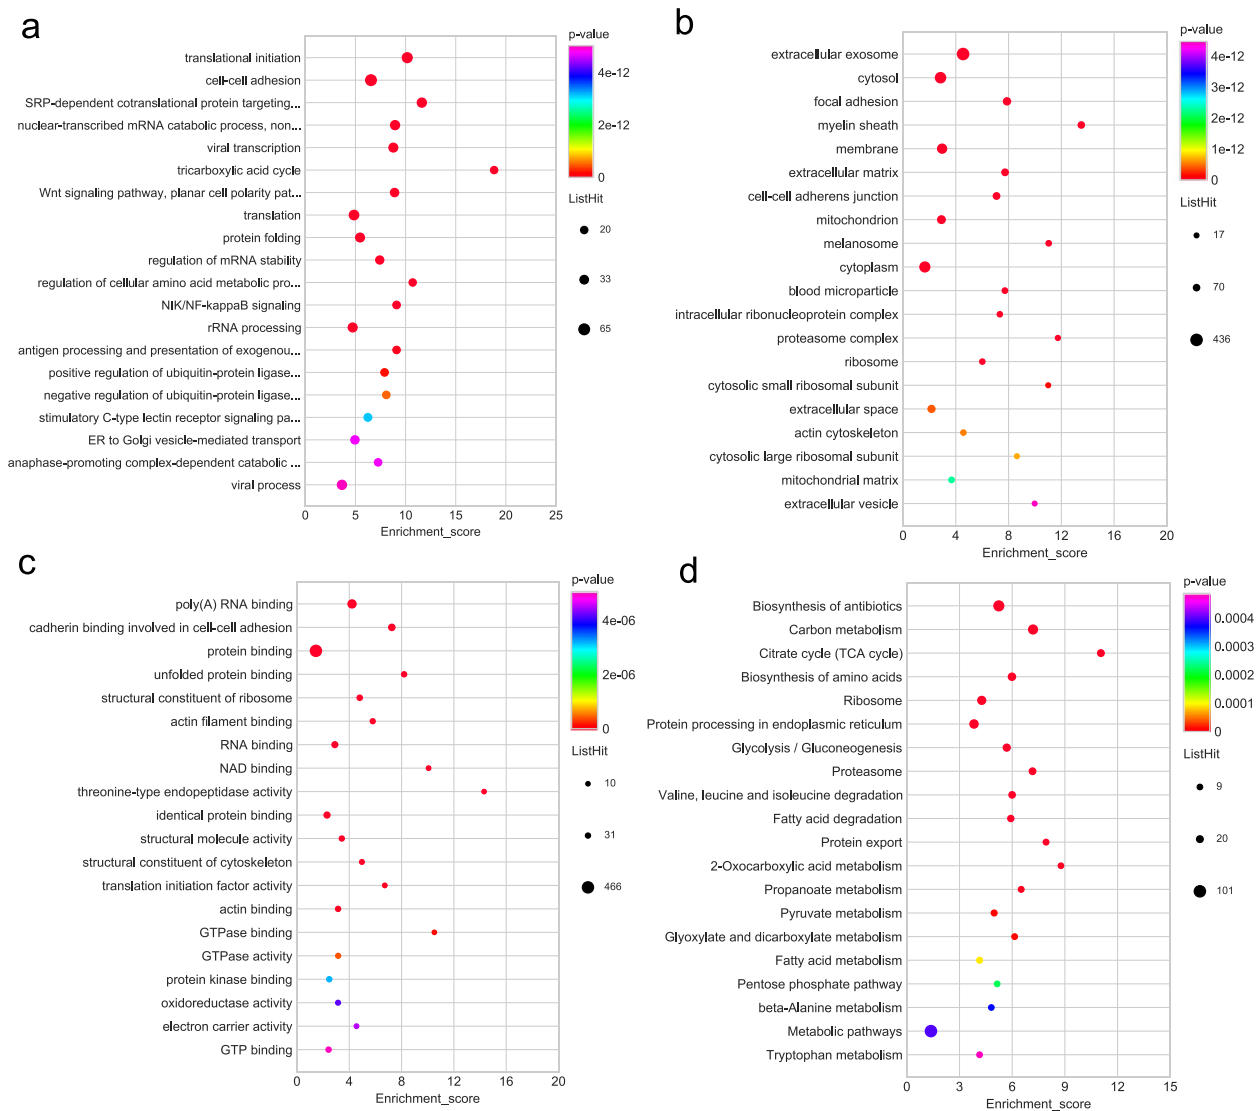 a
translational initiation
cell-cell adhesion
SRP-dependent cotranslational protein targeting...
nuclear-transcribed mRNA catabolic process, non...
viral transcription
tricarboxylic acid cycle
Wnt signaling pathway, planar cell polarity pat...
translation
protein folding
regulation of mRNA stability
regulation of cellular amino acid metabolic pro...
NIK/NF-kappaB signaling
rRNA processing
antigen processing and presentation of exogenou...
positive regulation of ubiquitin-protein ligase...
negative regulation of ubiquitin-protein ligase...
stimulatory C-type lectin receptor signaling pa...
ER to Golgi vesicle-mediated transport
anaphase-promoting complex-dependent catabolic ...
viral process
0 5 10 15 20 25
Enrichment_score
p-value
4e-12
2e-12
0
ListHit
20
33
65
b
extracellular exosome
cytosol
focal adhesion
myelin sheath
membrane
extracellular matrix
cell-cell adherens junction
mitochondrion
melanosome
cytoplasm
blood microparticle
intracellular ribonucleoprotein complex
proteasome complex
ribosome
cytosolic small ribosomal subunit
extracellular space
actin cytoskeleton
cytosolic large ribosomal subunit
mitochondrial matrix
extracellular vesicle
0 4 8 12 16 20
Enrichment_score
p-value
4e-12
3e-12
2e-12
1e-12
0
ListHit
17
70
436
c
poly(A) RNA binding
cadherin binding involved in cell-cell adhesion
protein binding
unfolded protein binding
structural constituent of ribosome
actin filament binding
RNA binding
NAD binding
threonine-type endopeptidase activity
identical protein binding
structural molecule activity
structural constituent of cytoskeleton
translation initiation factor activity
actin binding
GTPase binding
GTPase activity
protein kinase binding
oxidoreductase activity
electron carrier activity
GTP binding
0 4 8 12 16 20
Enrichment_score
p-value
4e-06
2e-06
0
ListHit
10
31
466
d
Biosynthesis of antibiotics
Carbon metabolism
Citrate cycle (TCA cycle)
Biosynthesis of amino acids
Ribosome
Protein processing in endoplasmic reticulum
Glycolysis / Gluconeogenesis
Proteasome
Valine, leucine and isoleucine degradation
Fatty acid degradation
Protein export
2-Oxocarboxylic acid metabolism
Propanoate metabolism
Pyruvate metabolism
Glyoxylate and dicarboxylate metabolism
Fatty acid metabolism
Pentose phosphate pathway
beta-Alanine metabolism
Metabolic pathways
Tryptophan metabolism
0 3 6 9 12 15
Enrichment_score
p-value
0.0004
0.0003
0.0002
0.0001
0
ListHit
9
20
101